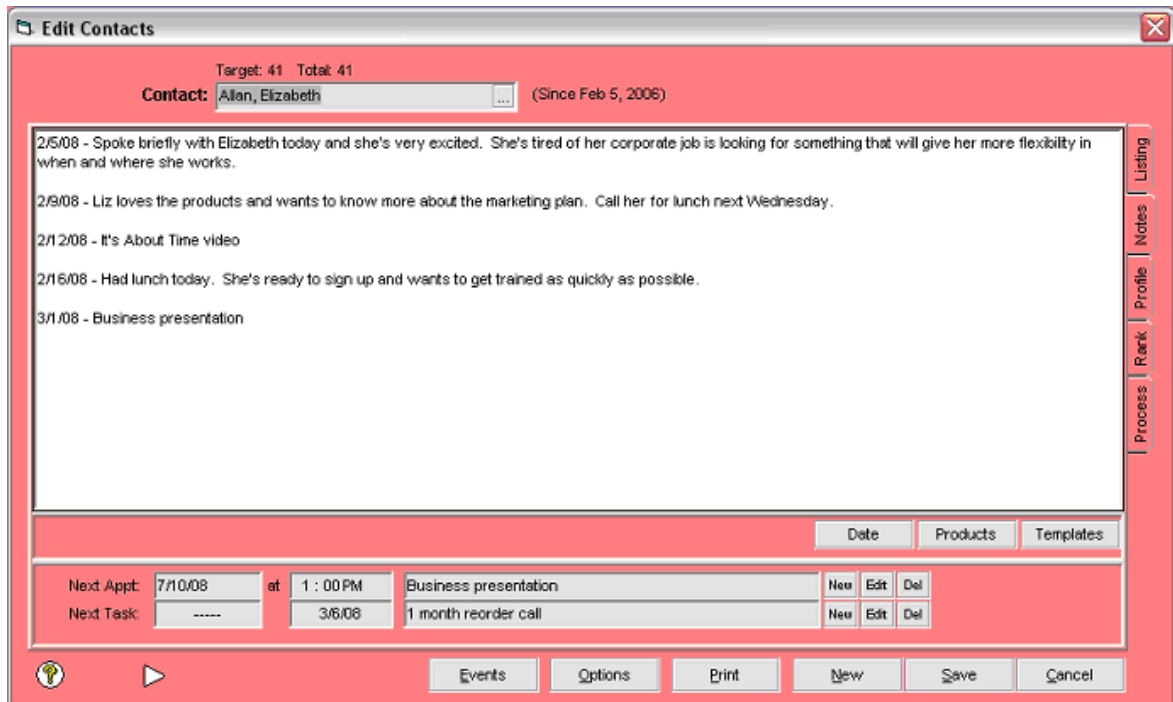 Edit Contacts
Target: 41 Total: 41
Contact: Allan, Elizabeth ... (Since Feb 5, 2006)
2/5/08 - Spoke briefly with Elizabeth today and she's very excited. She's tired of her corporate job is looking for something that will give her more flexibility in
when and where she works.
2/9/08 - Liz loves the products and wants to know more about the marketing plan. Call her for lunch next Wednesday.
2/12/08 - It's About Time video
2/16/08 - Had lunch today. She's ready to sign up and wants to get trained as quickly as possible.
3/1/08 - Business presentation
Listing
Notes
Profile
Rank
Process
Date Products Templates
Next Appt: 7/10/08 at 1 : 00 PM Business presentation New Edit Del
Next Task: ----- 3/6/08 1 month reorder call New Edit Del
? Events Options Print New Save Cancel